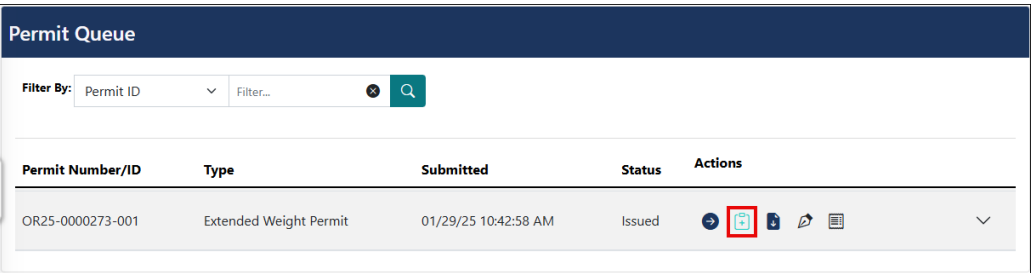 Permit Queue
Filter By: Permit ID Filter...
Permit Number/ID Type Submitted Status Actions
OR25-0000273-001 Extended Weight Permit 01/29/25 10:42:58 AM Issued